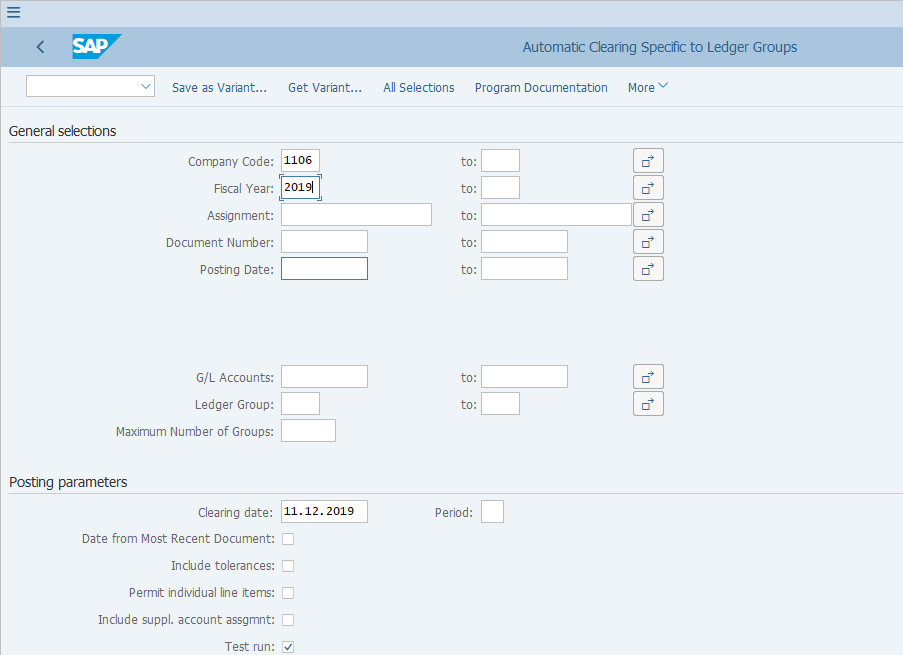 SAP
Automatic Clearing Specific to Ledger Groups
Save as Variant... Get Variant... All Selections Program Documentation More
General selections
Company Code: 1106 to:
Fiscal Year: 2019 to:
Assignment: to:
Document Number: to:
Posting Date: to:
G/L Accounts: to:
Ledger Group: to:
Maximum Number of Groups:
Posting parameters
Clearing date: 11.12.2019 Period:
Date from Most Recent Document:
Include tolerances:
Permit individual line items:
Include suppl. account assgmnt:
Test run: